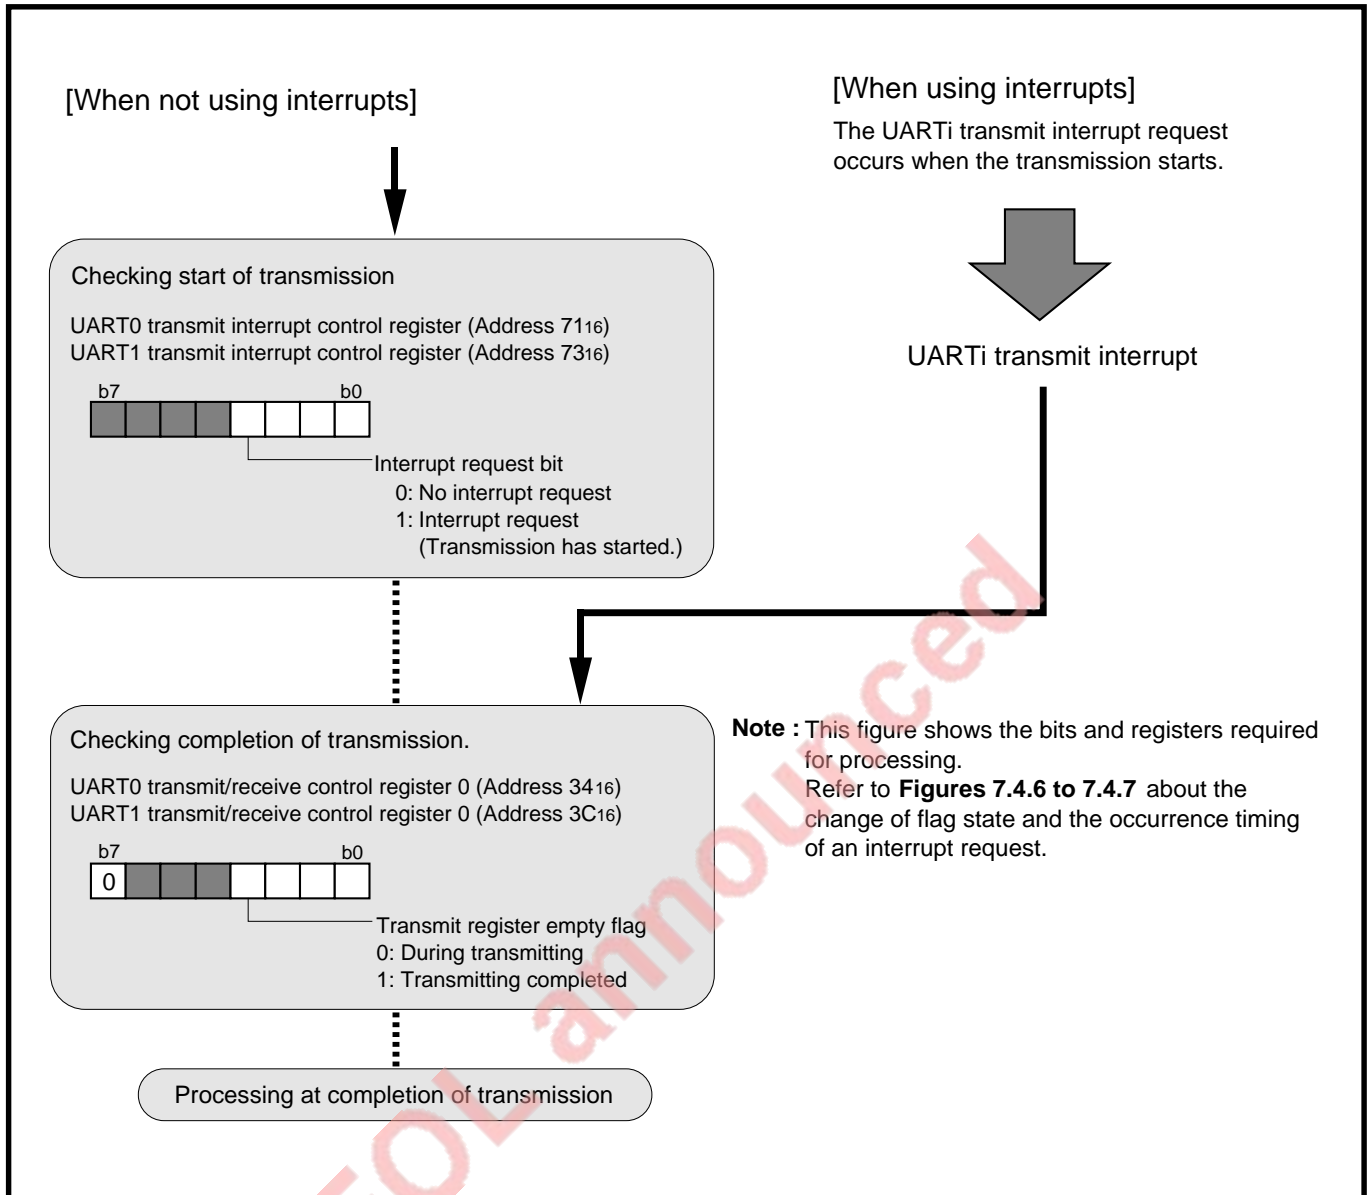 [When not using interrupts]
[When using interrupts]
The UARTi transmit interrupt request
occurs when the transmission starts.
Checking start of transmission
UART0 transmit interrupt control register (Address 7116)
UART1 transmit interrupt control register (Address 7316)
b7 b0
Interrupt request bit
0: No interrupt request
1: Interrupt request
(Transmission has started.)
UARTi transmit interrupt
Checking completion of transmission.
UART0 transmit/receive control register 0 (Address 3416)
UART1 transmit/receive control register 0 (Address 3C16)
b7 b0
0
Transmit register empty flag
0: During transmitting
1: Transmitting completed
Note : This figure shows the bits and registers required
for processing.
Refer to Figures 7.4.6 to 7.4.7 about the
change of flag state and the occurrence timing
of an interrupt request.
Processing at completion of transmission
EOL announced